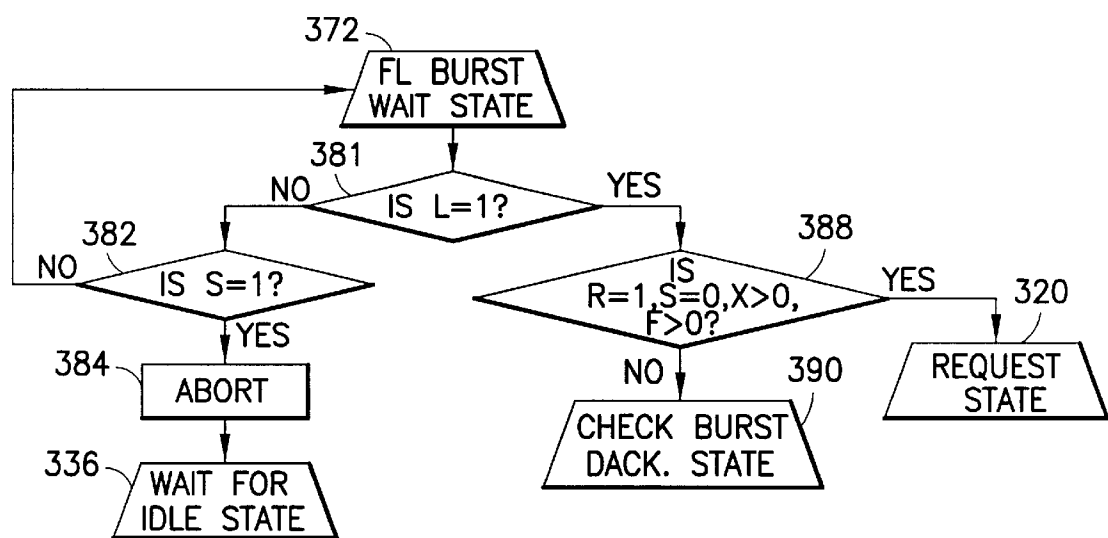 372
FL BURST
WAIT STATE
381
NO
IS L=1?
YES
382
NO
IS S=1?
YES
384
ABORT
336
WAIT FOR
IDLE STATE
388
IS
R=1,S=0,X>0,
F>0?
YES
320
REQUEST
STATE
NO
390
CHECK BURST
DACK. STATE